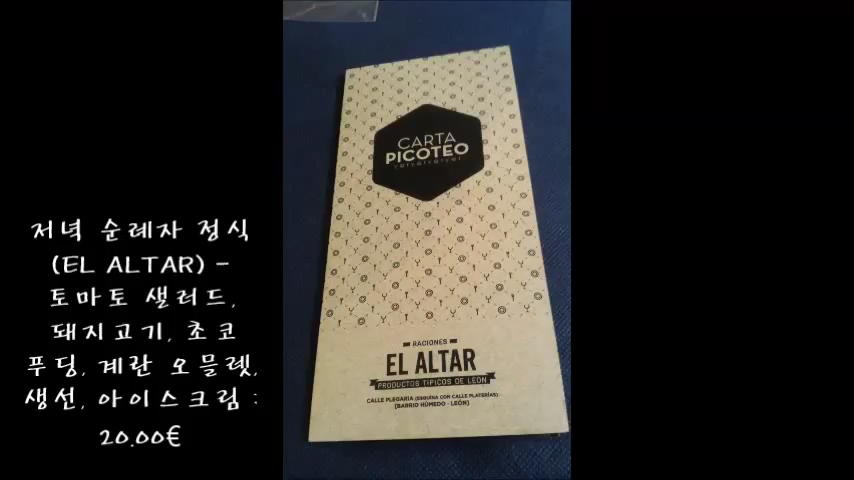 저녁 순례자 정식
(EL ALTAR) -
토마토 샐러드,
돼지고기, 초코
푸딩, 계란 오믈렛,
생선, 아이스크림 :
20.00€
CARTA
PICOTEO
RACIONES
EL ALTAR
PRODUCTOS TÍPICOS DE LEÓN
CALLE PLEGARIA (ESQUINA CON CALLE PLATERÍAS)
(BARRIO HÚMEDO - LEÓN)